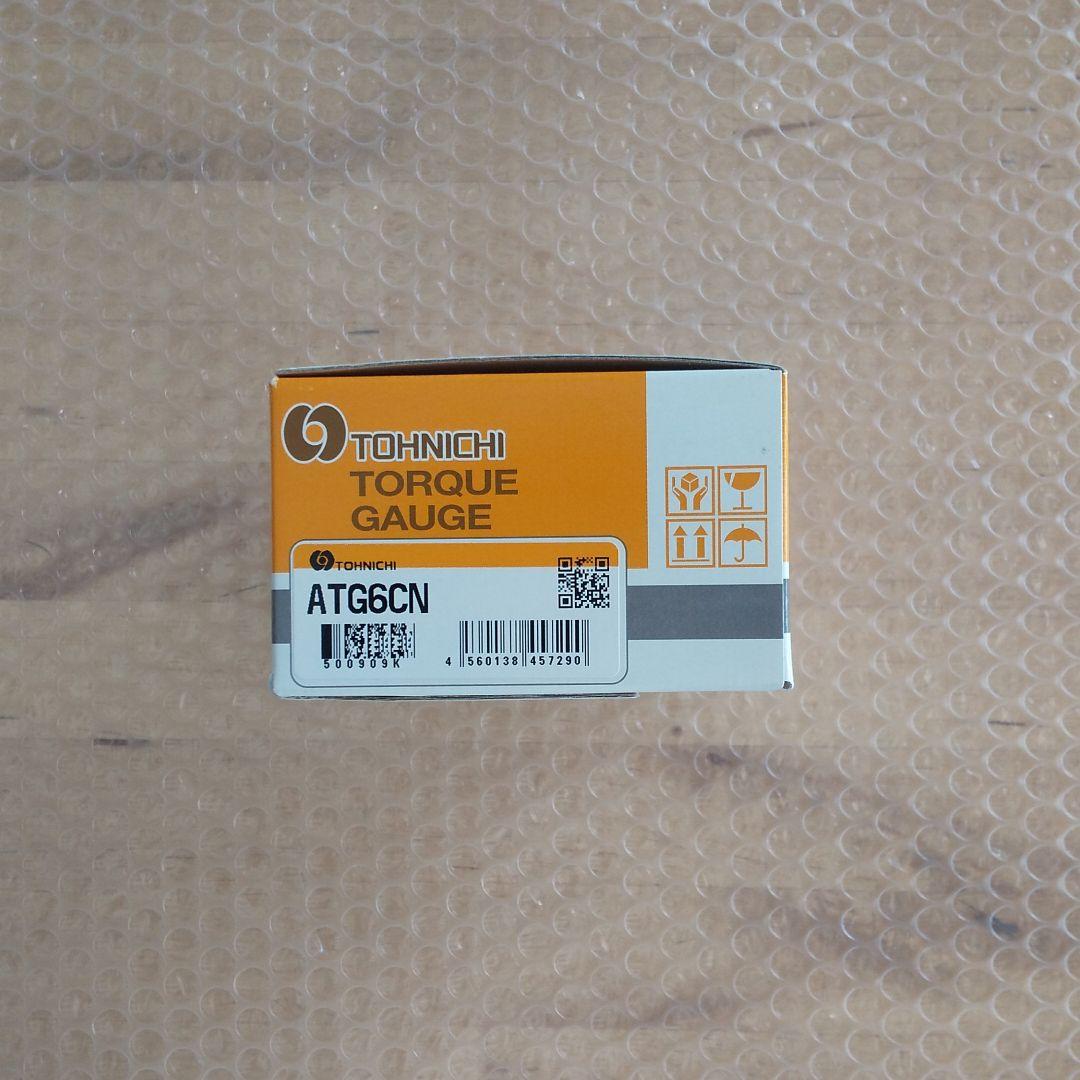 TOHNICHI
TORQUE
GAUGE
TOHNICHI
ATG6CN
500909K
4 560138 457290